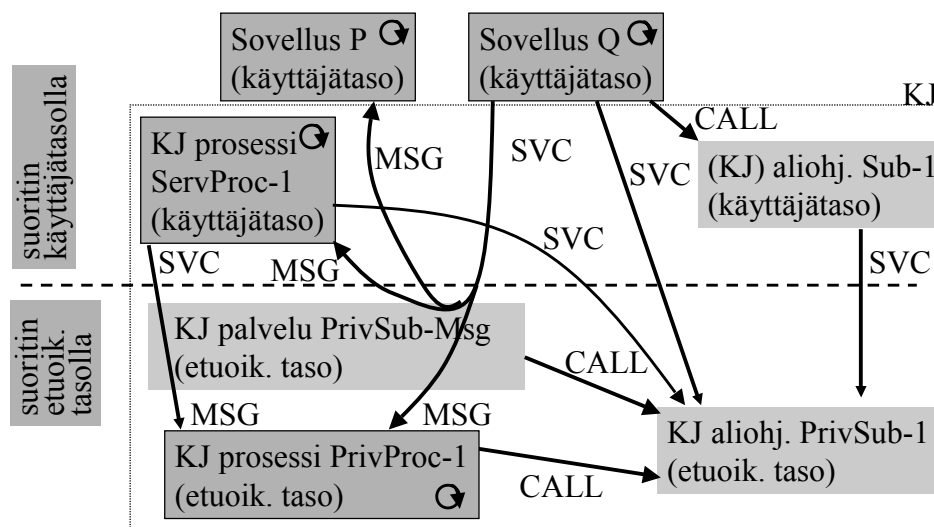 Sovellus P
(käyttäjätaso)
Sovellus Q
(käyttäjätaso)
KJ
suoritin
käyttäjätasolla
KJ prosessi
ServProc-1
(käyttäjätaso)
MSG
SVC
CALL
SVC
(KJ) aliohj. Sub-1
(käyttäjätaso)
SVC
SVC
MSG
SVC
suoritin
etuoik.
tasolla
KJ palvelu PrivSub-Msg
(etuoik. taso)
CALL
MSG
MSG
KJ prosessi PrivProc-1
(etuoik. taso)
CALL
KJ aliohj. PrivSub-1
(etuoik. taso)